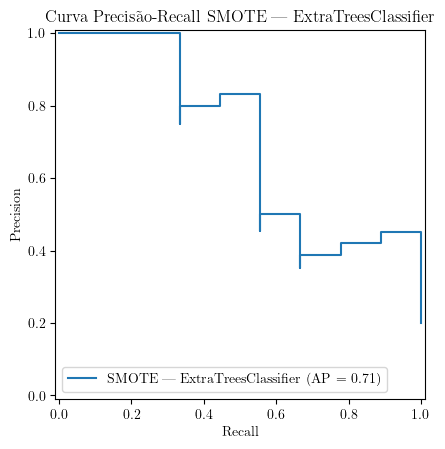 Curva Precisão-Recall SMOTE — ExtraTreesClassifier
1.0
0.8
0.6
0.4
0.2
0.0
Precision
SMOTE — ExtraTreesClassifier (AP = 0.71)
0.0 0.2 0.4 0.6 0.8 1.0
Recall